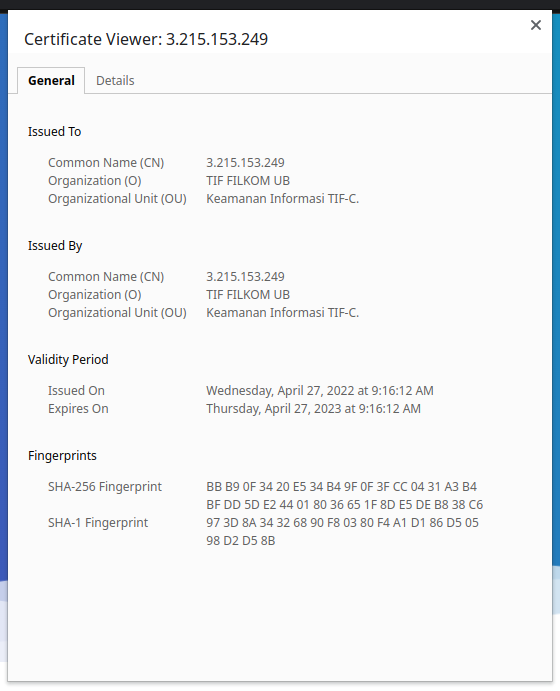 Certificate Viewer: 3.215.153.249
General Details
Issued To
Common Name (CN) 3.215.153.249
Organization (O) TIF FILKOM UB
Organizational Unit (OU) Keamanan Informasi TIF-C.
Issued By
Common Name (CN) 3.215.153.249
Organization (O) TIF FILKOM UB
Organizational Unit (OU) Keamanan Informasi TIF-C.
Validity Period
Issued On Wednesday, April 27, 2022 at 9:16:12 AM
Expires On Thursday, April 27, 2023 at 9:16:12 AM
Fingerprints
SHA-256 Fingerprint BB B9 0F 34 20 E5 34 B4 9F 0F 3F CC 04 31 A3 B4
BF DD 5D E2 44 01 80 36 65 1F 8D E5 DE B8 38 C6
SHA-1 Fingerprint 97 3D 8A 34 32 68 90 F8 03 80 F4 A1 D1 86 D5 05
98 D2 D5 8B